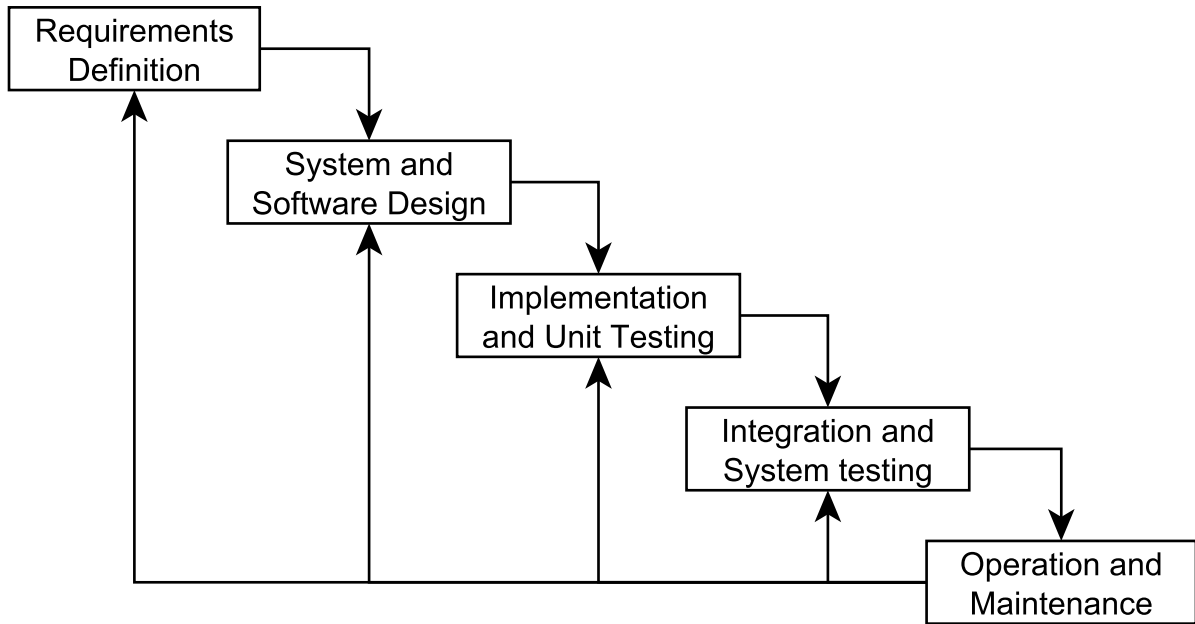 Requirements
Definition
System and
Software Design
Implementation
and Unit Testing
Integration and
System testing
Operation and
Maintenance